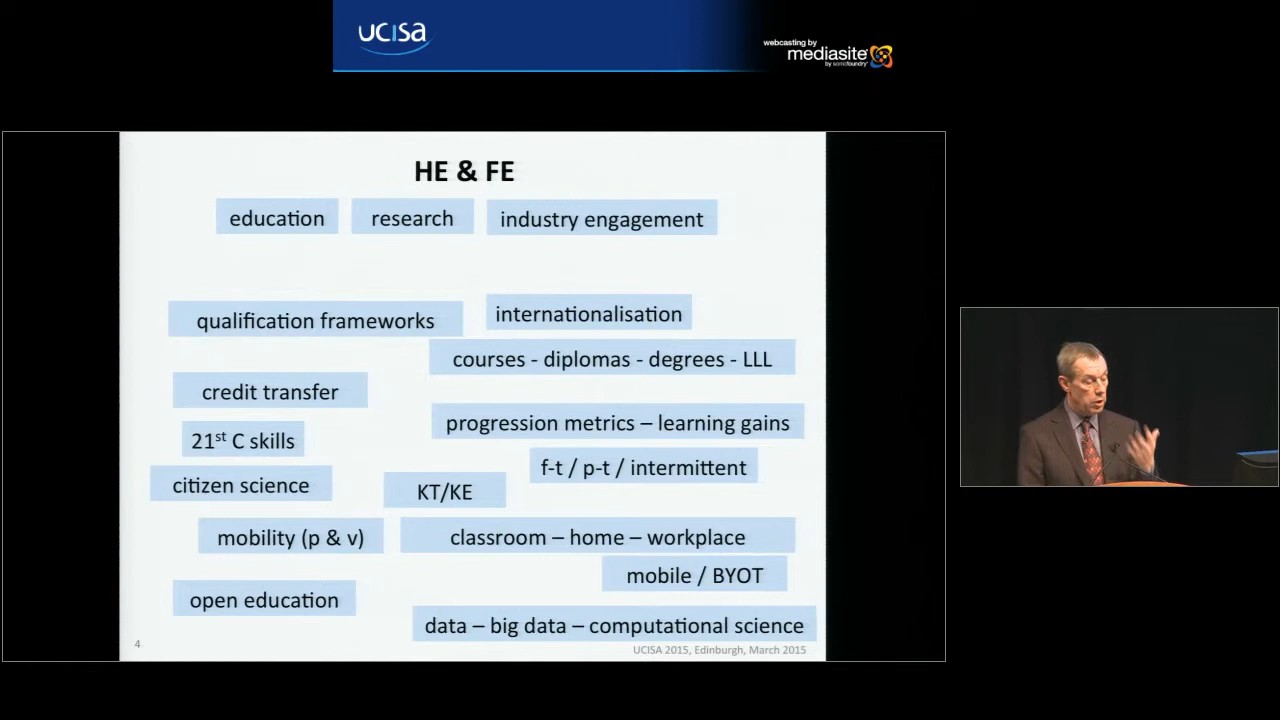 ucisa
webcasting by
mediasite
by sonicfoundry
HE & FE
education
research
industry engagement
qualification frameworks
internationalisation
courses - diplomas - degrees - LLL
credit transfer
progression metrics – learning gains
21st C skills
f-t / p-t / intermittent
citizen science
KT/KE
mobility (p & v)
classroom – home – workplace
mobile / BYOT
open education
data – big data – computational science
4
UCISA 2015, Edinburgh, March 2015